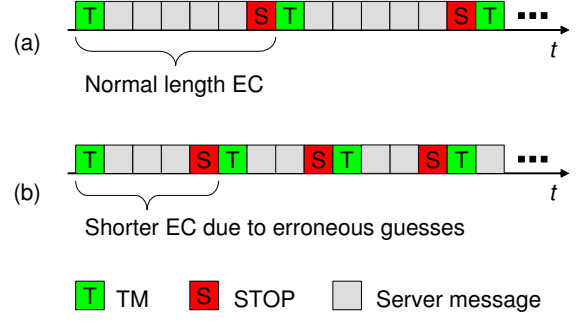 (a) T S T S T ...
t
Normal length EC
(b) T S T S T S T ...
t
Shorter EC due to erroneous guesses
T TM S STOP Server message